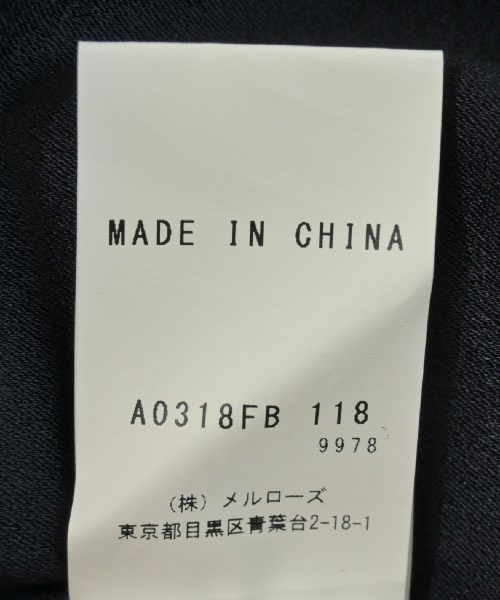 MADE IN CHINA
A0318FB 118
9978
(株) メルローズ
東京都目黒区青葉台2-18-1